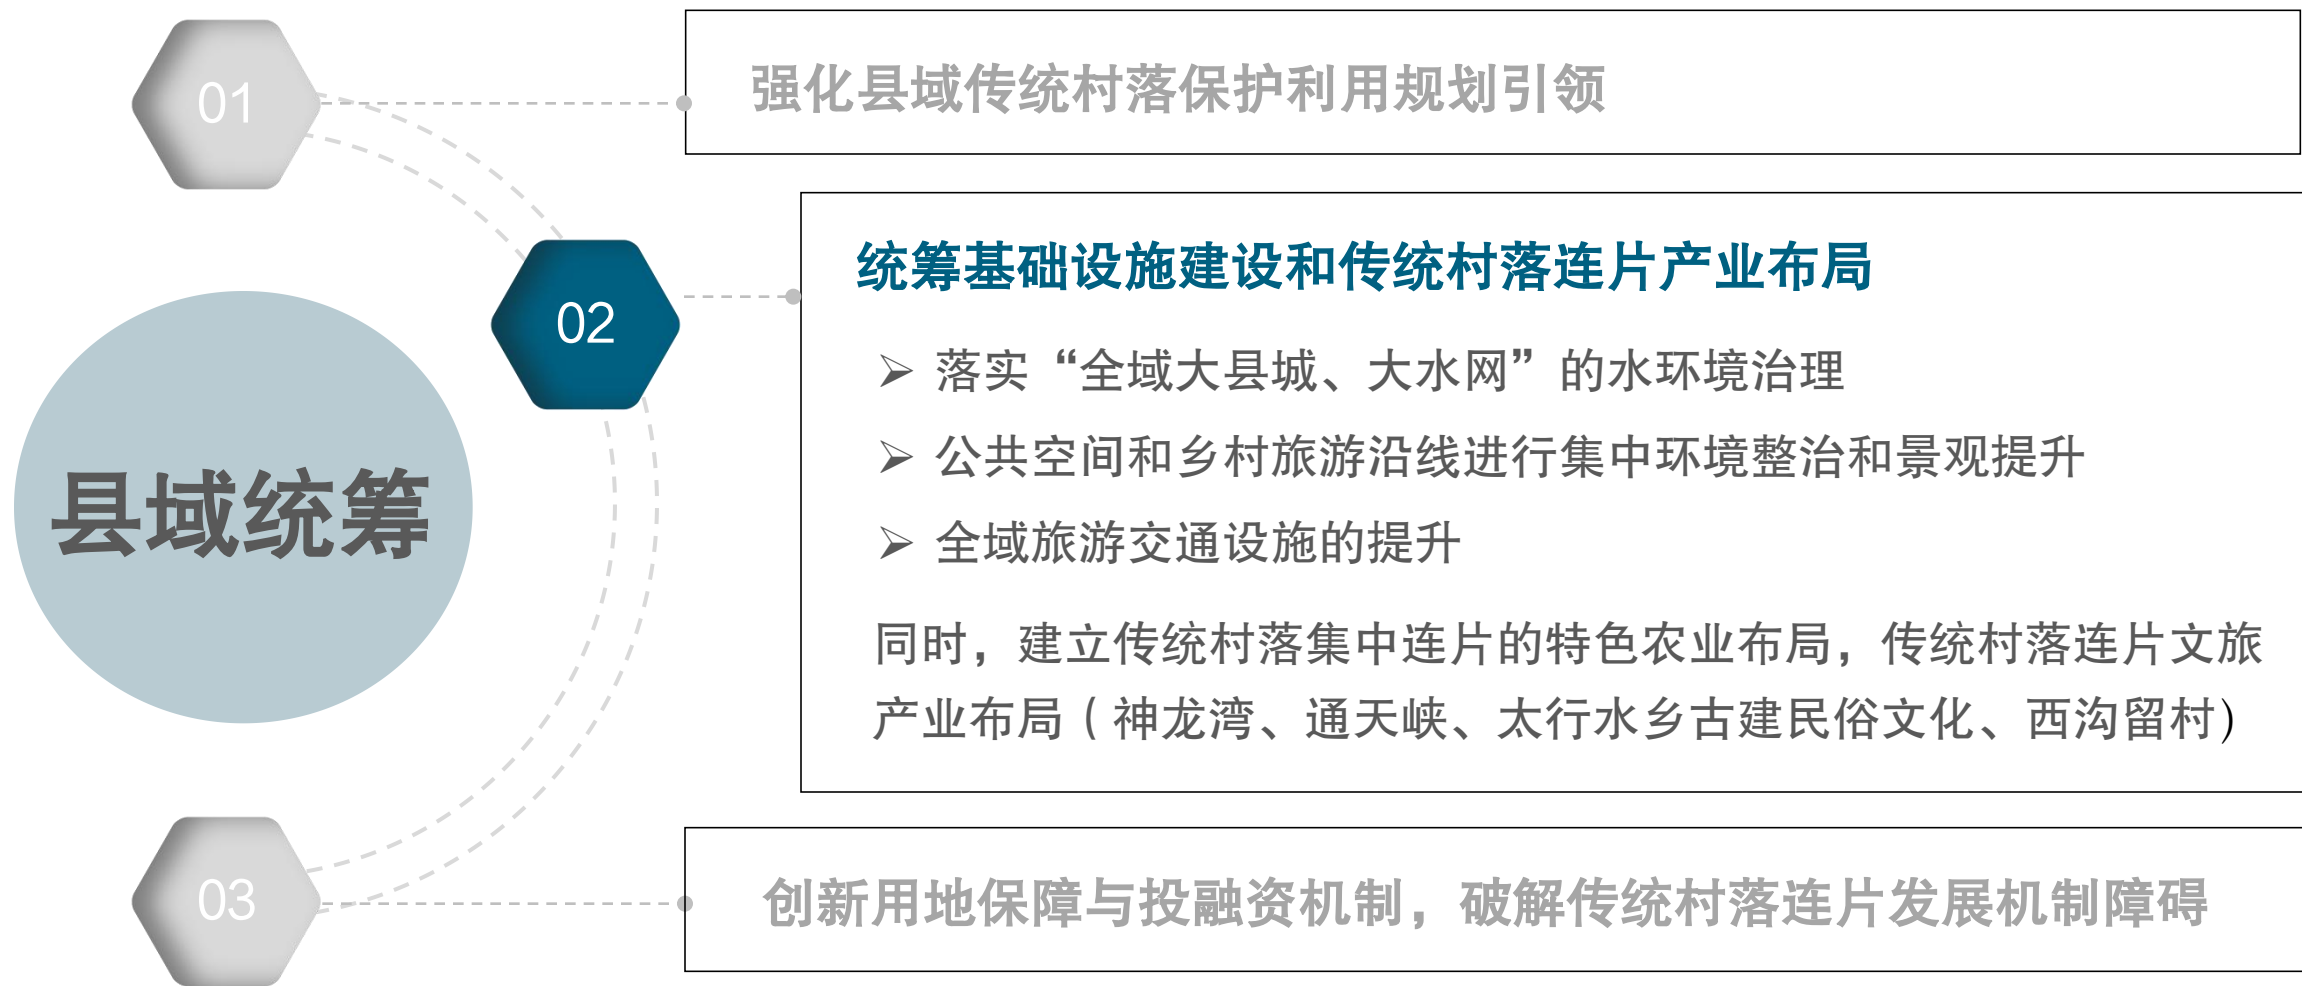 01
强化县域传统村落保护利用规划引领
02
统筹基础设施建设和传统村落连片产业布局
➢ 落实“全域大县城、大水网”的水环境治理
➢ 公共空间和乡村旅游沿线进行集中环境整治和景观提升
➢ 全域旅游交通设施的提升
同时，建立传统村落集中连片的特色农业布局，传统村落连片文旅
产业布局（神龙湾、通天峡、太行水乡古建民俗文化、西沟留村)
县域统筹
03
创新用地保障与投融资机制，破解传统村落连片发展机制障碍